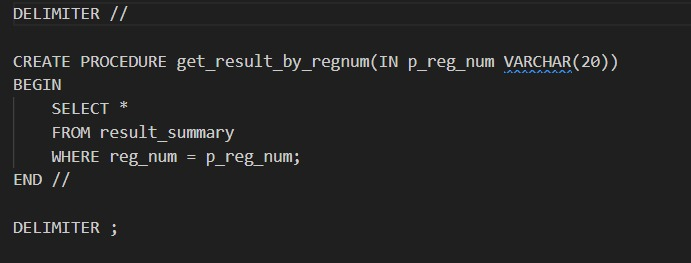 DELIMITER //
CREATE PROCEDURE get_result_by_regnum(IN p_reg_num VARCHAR(20))
BEGIN
SELECT *
FROM result_summary
WHERE reg_num = p_reg_num;
END //
DELIMITER ;